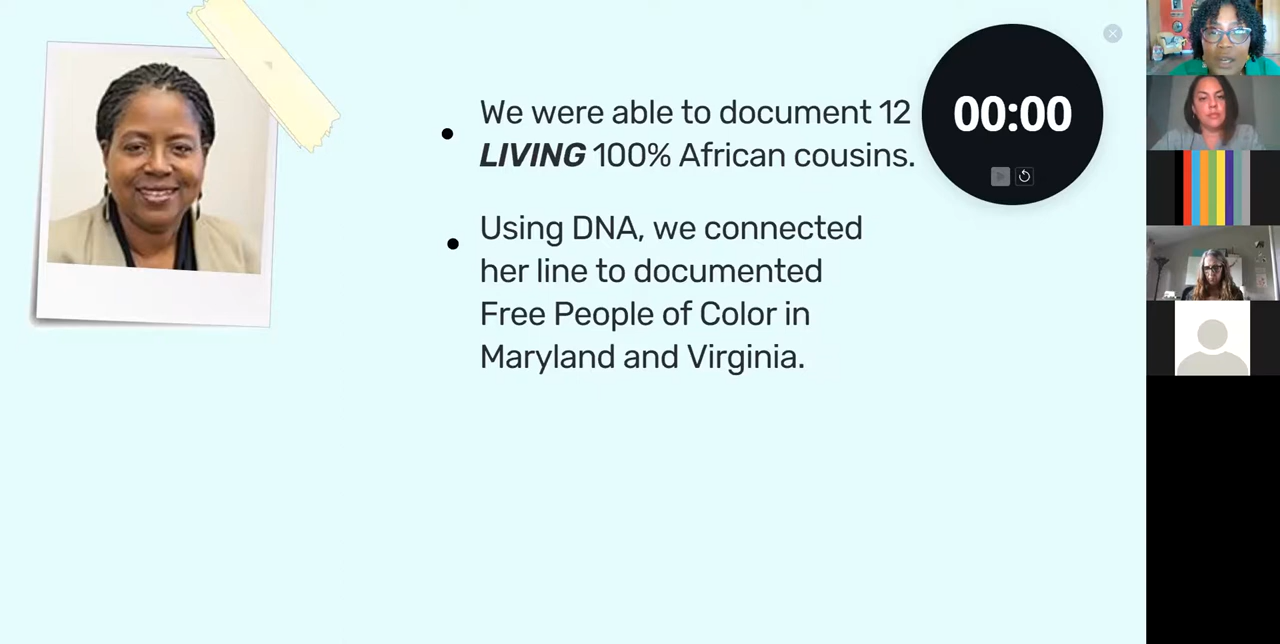 We were able to document 12
LIVING 100% African cousins.
Using DNA, we connected
her line to documented
Free People of Color in
Maryland and Virginia.
00:00